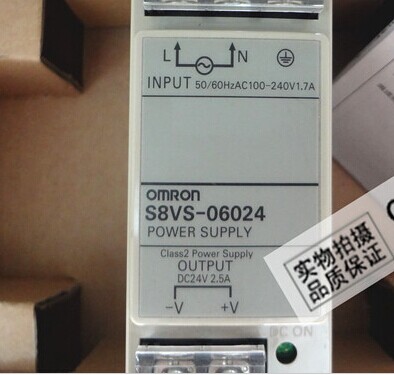 L N
INPUT 50/60HzAC100-240V1.7A
OMRON
S8VS-06024
POWER SUPPLY
Class2 Power Supply
OUTPUT
DC24V 2.5A
-V +V
DC ON
实物拍摄
品质保证